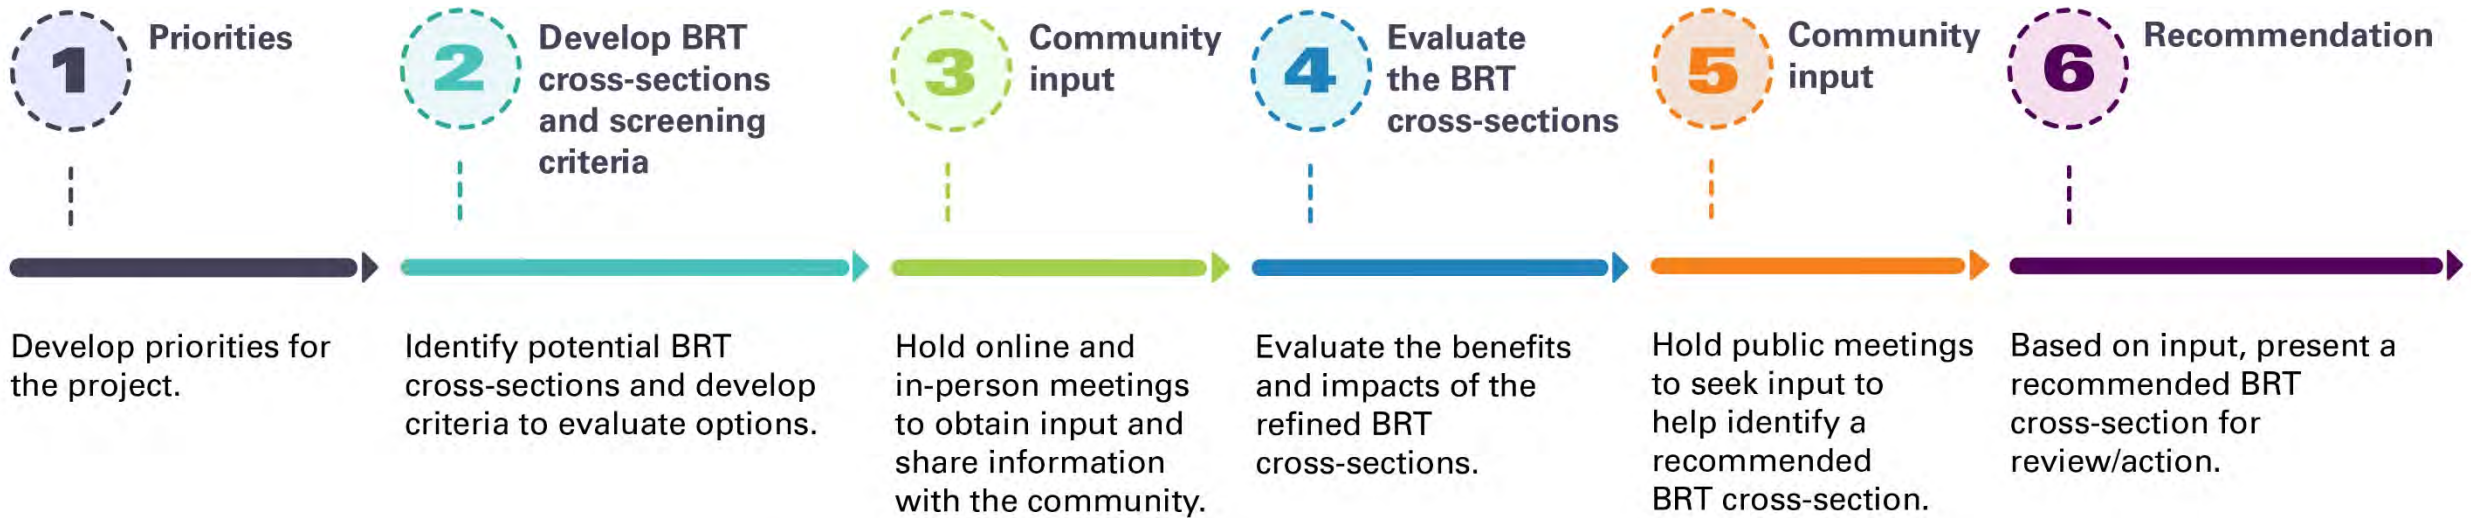 1
Priorities
Develop priorities for
the project.
2
Develop BRT
cross-sections
and screening
criteria
Identify potential BRT
cross-sections and develop
criteria to evaluate options.
3
Community
input
Hold online and
in-person meetings
to obtain input and
share information
with the community.
4
Evaluate
the BRT
cross-sections
Evaluate the benefits
and impacts of the
refined BRT
cross-sections.
5
Community
input
Hold public meetings
to seek input to
help identify a
recommended
BRT cross-section.
6
Recommendation
Based on input, present a
recommended BRT
cross-section for
review/action.